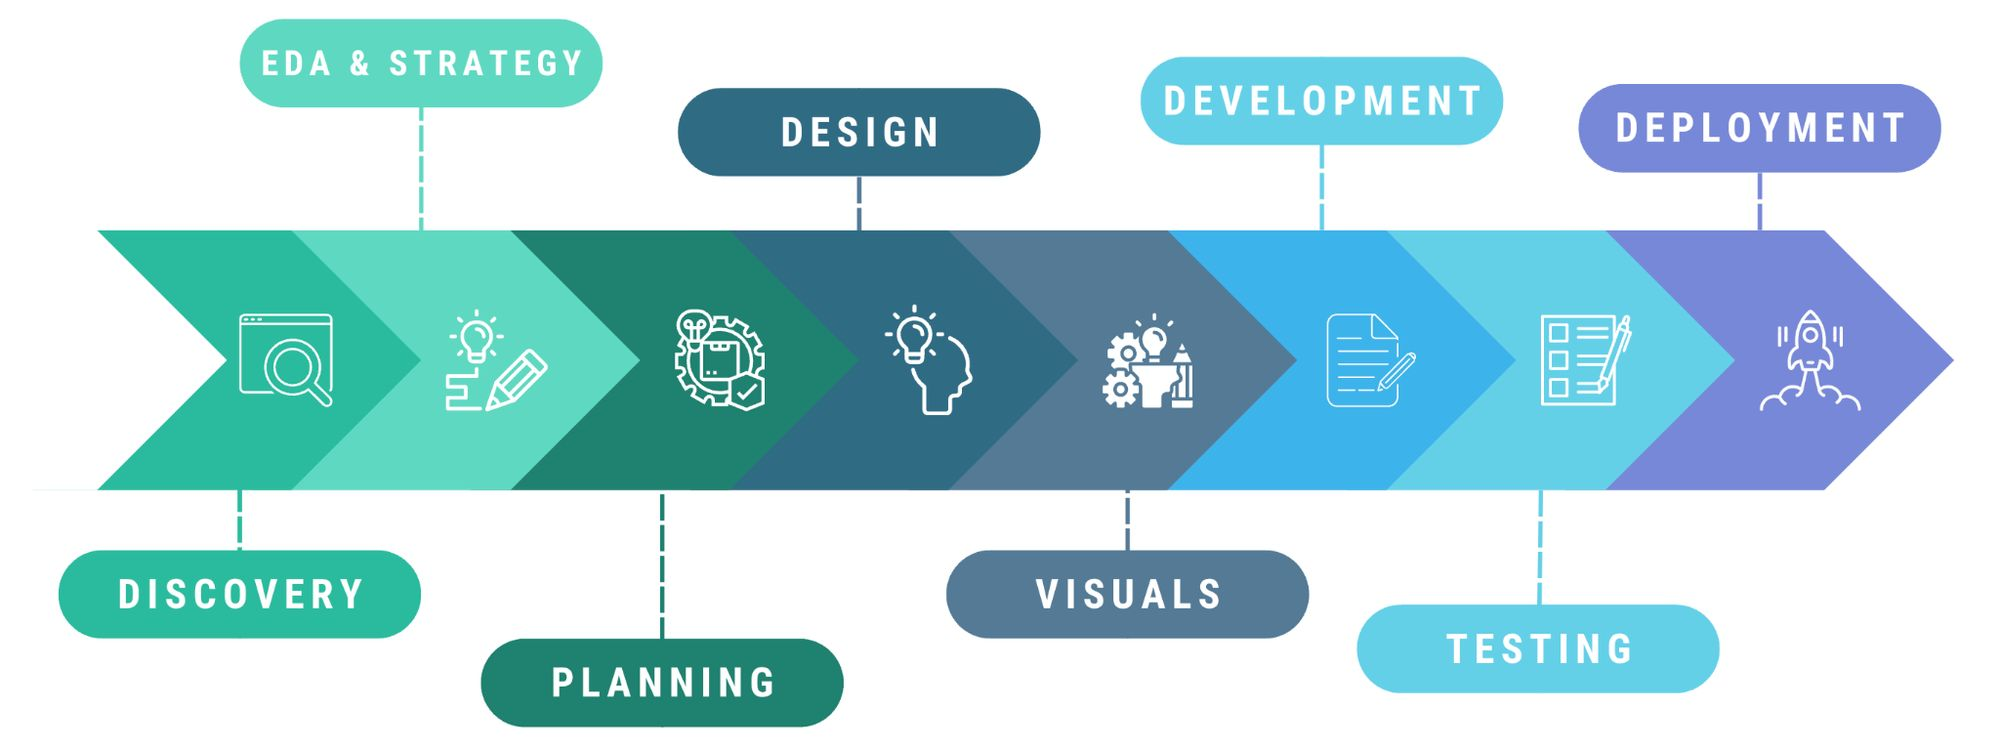 EDA & STRATEGY
DESIGN
DEVELOPMENT
DEPLOYMENT
DISCOVERY
PLANNING
VISUALS
TESTING